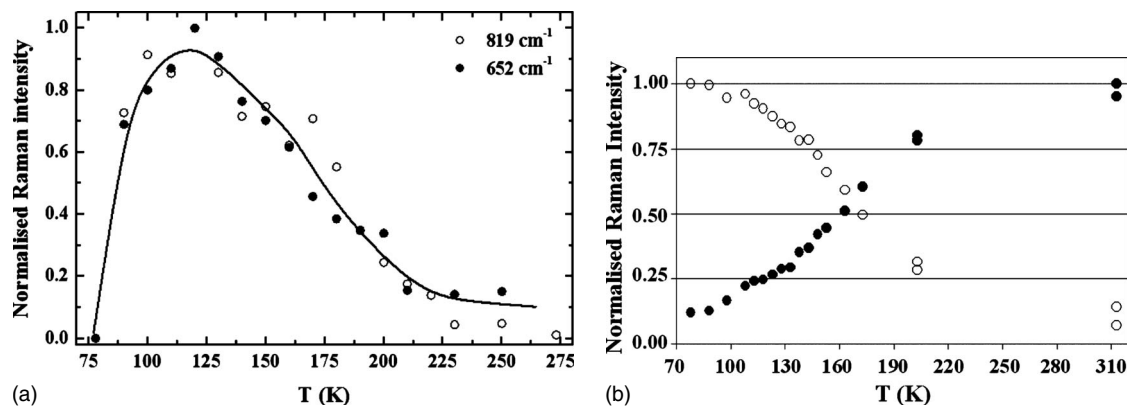 Normalised Raman intensity
1.0
0.8
0.6
0.4
0.2
0.0
○ 819 cm⁻¹
● 652 cm⁻¹
75 100 125 150 175 200 225 250 275
T (K)
(a)
Normalised Raman Intensity
1.00
0.75
0.50
0.25
0.00
70 100 130 160 190 220 250 280 310
T (K)
(b)